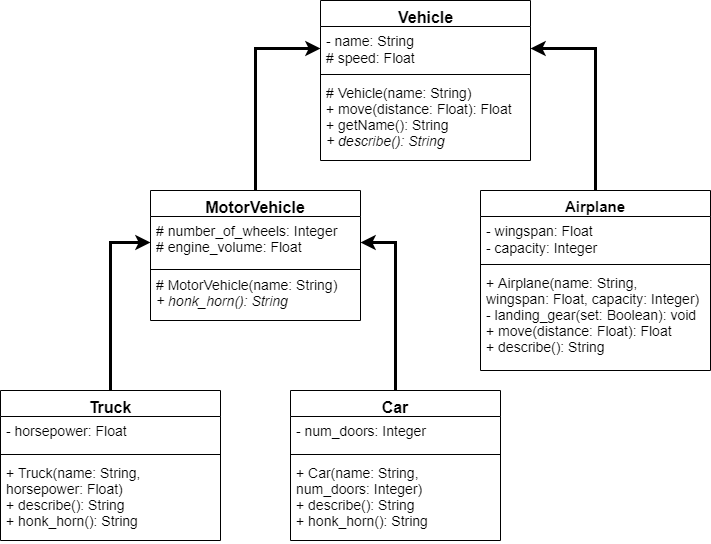 Vehicle
- name: String
# speed: Float
# Vehicle(name: String)
+ move(distance: Float): Float
+ getName(): String
+ describe(): String
MotorVehicle
# number_of_wheels: Integer
# engine_volume: Float
# MotorVehicle(name: String)
+ honk_horn(): String
Airplane
- wingspan: Float
- capacity: Integer
+ Airplane(name: String,
wingspan: Float, capacity: Integer)
- landing_gear(set: Boolean): void
+ move(distance: Float): Float
+ describe(): String
Truck
- horsepower: Float
+ Truck(name: String,
horsepower: Float)
+ describe(): String
+ honk_horn(): String
Car
- num_doors: Integer
+ Car(name: String,
num_doors: Integer)
+ describe(): String
+ honk_horn(): String